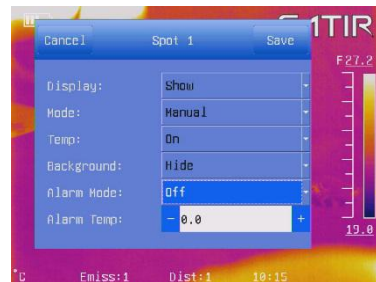 Cancel Spot 1 Save
F27.2
Display: Show
Mode: Manual
Temp: On
Background: Hide
Alarm Mode: Off
Alarm Temp: - 0.0 +
19.0
°C Emiss:1 Dist:1 10:15